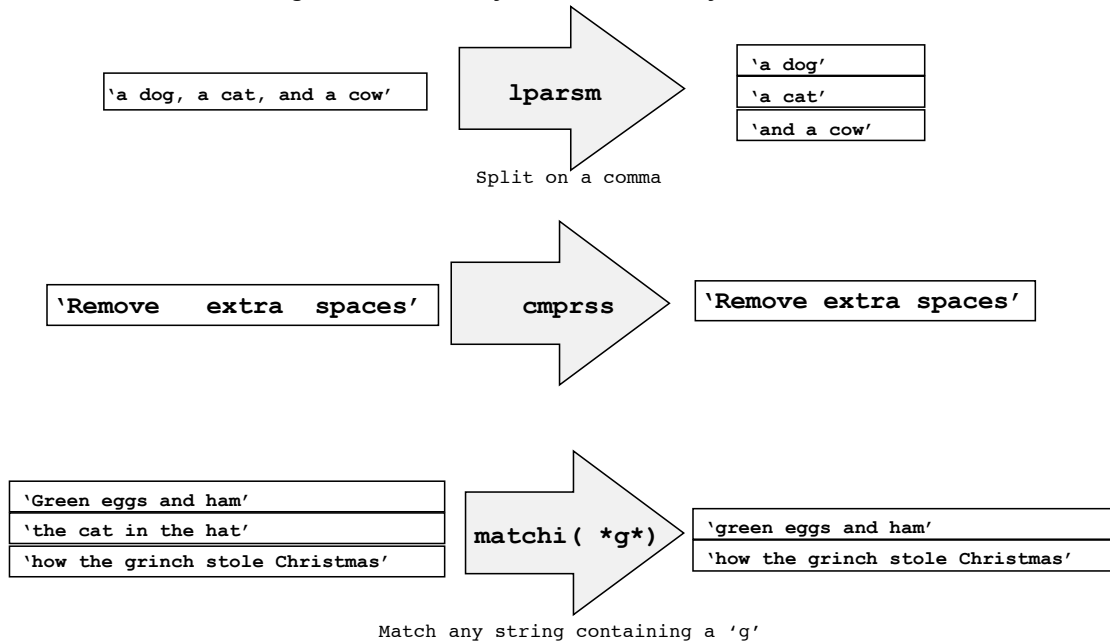 ‘a dog, a cat, and a cow’
lparsm
‘a dog’
‘a cat’
‘and a cow’
Split on a comma
‘Remove   extra  spaces’
cmprss
‘Remove extra spaces’
‘Green eggs and ham’
‘the cat in the hat’
‘how the grinch stole Christmas’
matchi( *g*)
‘green eggs and ham’
‘how the grinch stole Christmas’
Match any string containing a ‘g’